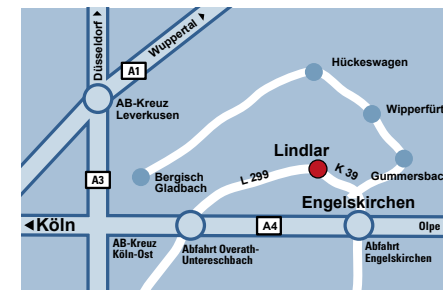 Düsseldorf
Wuppertal
A1
Hückeswagen
AB-Kreuz
Leverkusen
Wipperfürt
Lindlar
A3
Bergisch
Gladbach
L 299
K 39
Gummersbach
Engelskirchen
Köln
A4
Olpe
AB-Kreuz
Köln-Ost
Abfahrt Overath-
Untereschbach
Abfahrt
Engelskirchen